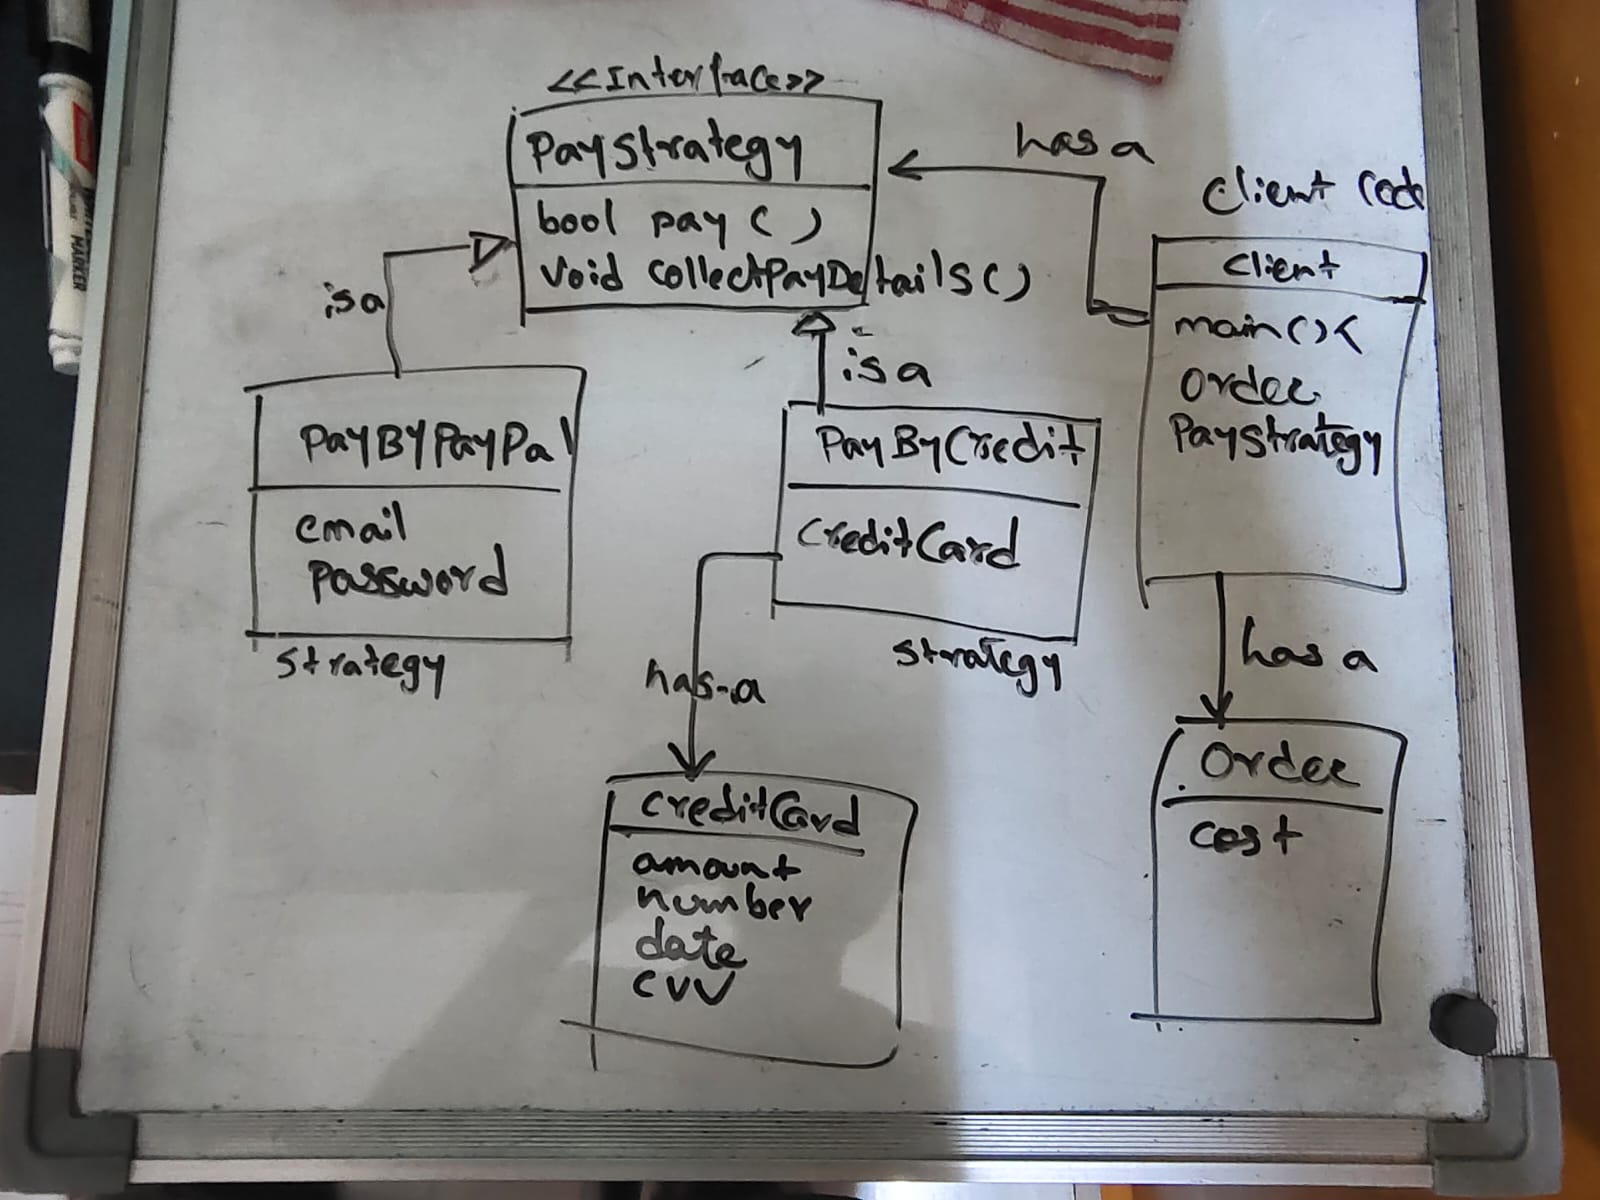 <<Interface>>
PayStrategy
bool pay ( )
void collectPayDetails ( )
has a
Client Cod
Client
main ( ) {
Order
PayStrategy
is a
is a
PayBYPayPal
email
password
Strategy
PayByCredit
CreditCard
Strategy
has-a
has a
CreditCard
amount
number
date
CVV
Order
cost
MARKER